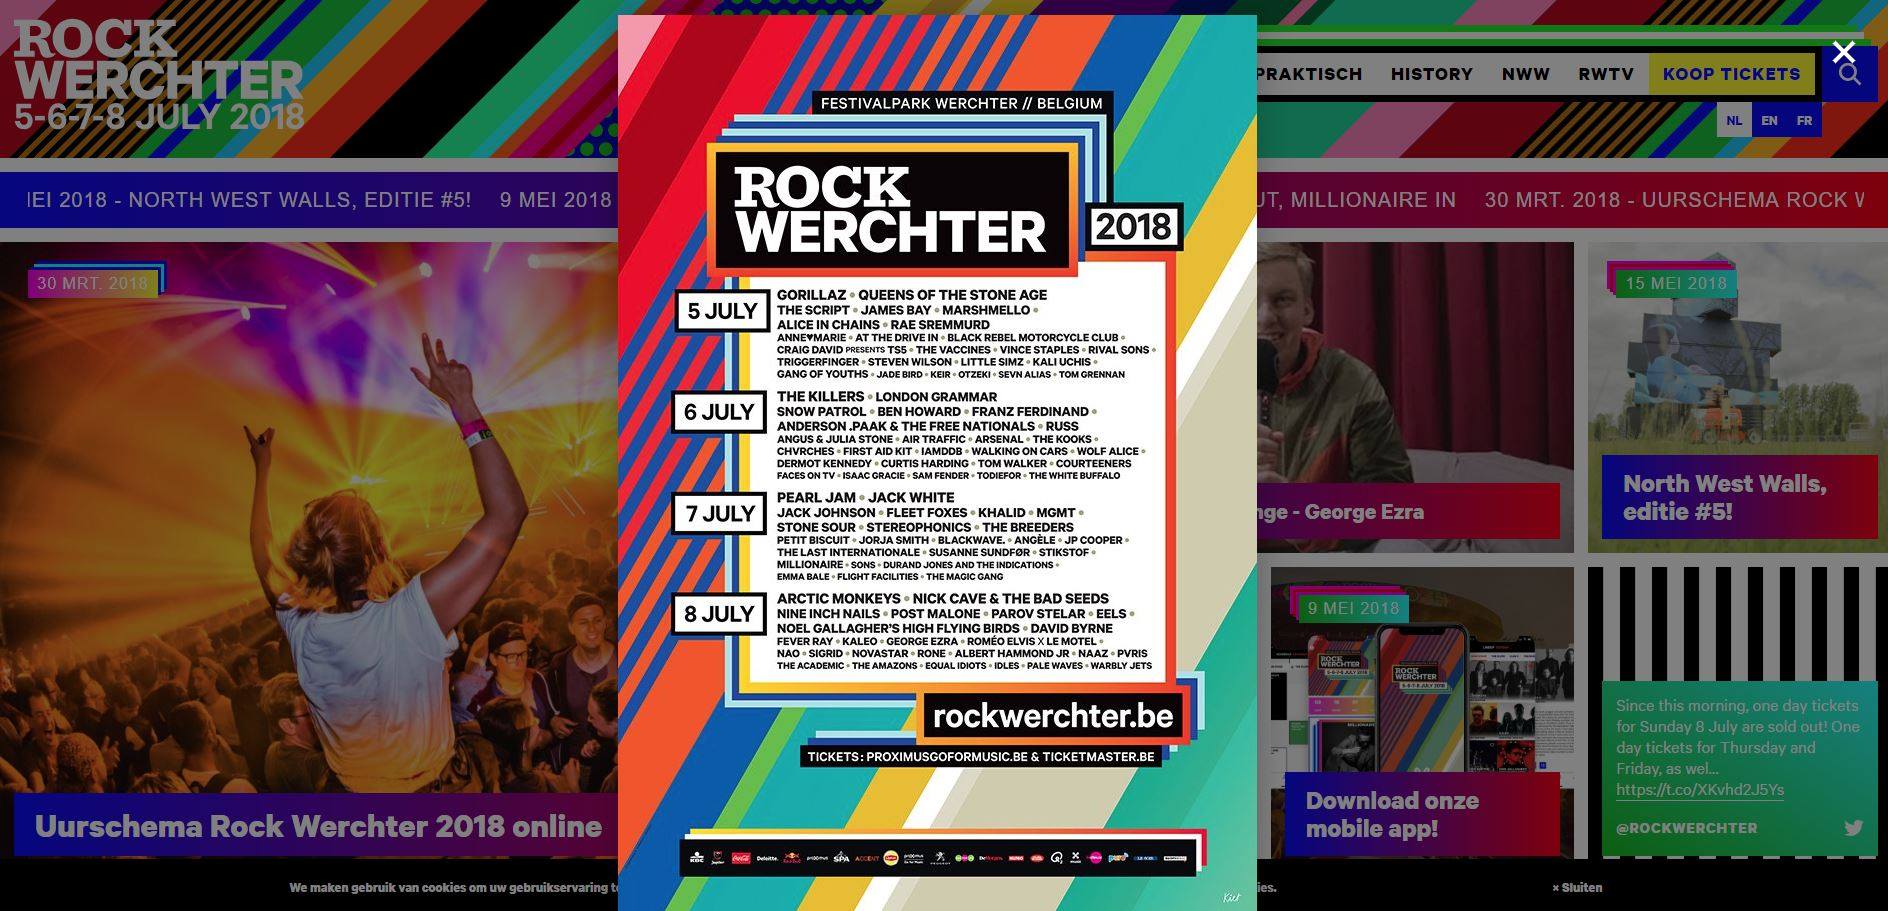 ROCK
WERCHTER
5-6-7-8 JULY 2018
PRAKTISCH HISTORY NWW RWTV KOOP TICKETS
NL EN FR
IEI 2018 - NORTH WEST WALLS, EDITIE #5! 9 MEI 2018
UT, MILLIONAIRE IN 30 MRT. 2018 - UURSCHEMA ROCK W
30 MRT. 2018
Uurschema Rock Werchter 2018 online
FESTIVALPARK WERCHTER // BELGIUM
ROCK
WERCHTER
2018
5 JULY
GORILLAZ • QUEENS OF THE STONE AGE
THE SCRIPT • JAMES BAY • MARSHMELLO •
ALICE IN CHAINS • RAE SREMMURD
ANNE♥MARIE • AT THE DRIVE IN • BLACK REBEL MOTORCYCLE CLUB •
CRAIG DAVID PRESENTS TS5 • THE VACCINES • VINCE STAPLES • RIVAL SONS •
TRIGGERFINGER • STEVEN WILSON • LITTLE SIMZ • KALI UCHIS •
GANG OF YOUTHS • JADE BIRD • KEIR • OTZEKI • SEVN ALIAS • TOM GRENNAN
6 JULY
THE KILLERS • LONDON GRAMMAR
SNOW PATROL • BEN HOWARD • FRANZ FERDINAND •
ANDERSON .PAAK & THE FREE NATIONALS • RUSS
ANGUS & JULIA STONE • AIR TRAFFIC • ARSENAL • THE KOOKS •
CHVRCHES • FIRST AID KIT • IAMDDB • WALKING ON CARS • WOLF ALICE •
DERMOT KENNEDY • CURTIS HARDING • TOM WALKER • COURTEENERS
FACES ON TV • ISAAC GRACIE • SAM FENDER • TODIEFOR • THE WHITE BUFFALO
7 JULY
PEARL JAM • JACK WHITE
JACK JOHNSON • FLEET FOXES • KHALID • MGMT •
STONE SOUR • STEREOPHONICS • THE BREEDERS
PETIT BISCUIT • JORJA SMITH • BLACKWAVE. • ANGÈLE • JP COOPER •
THE LAST INTERNATIONALE • SUSANNE SUNDFØR • STIKSTOF •
MILLIONAIRE • SONS • DURAND JONES AND THE INDICATIONS •
EMMA BALE • FLIGHT FACILITIES • THE MAGIC GANG
8 JULY
ARCTIC MONKEYS • NICK CAVE & THE BAD SEEDS
NINE INCH NAILS • POST MALONE • PAROV STELAR • EELS •
NOEL GALLAGHER'S HIGH FLYING BIRDS • DAVID BYRNE
FEVER RAY • KALEO • GEORGE EZRA • ROMÉO ELVIS X LE MOTEL •
NAO • SIGRID • NOVASTAR • RONE • ALBERT HAMMOND JR • NAAZ • PVRIS
THE ACADEMIC • THE AMAZONS • EQUAL IDIOTS • IDLES • PALE WAVES • WARBLY JETS
rockwerchter.be
TICKETS: PROXIMUSGOFORMUSIC.BE & TICKETMASTER.BE
KBC Jupiler Coca-Cola Deloitte. Red Bull proximus SPA ACCENT proximus PEUGEOT
Kiet
nge - George Ezra
15 MEI 2018
North West Walls,
editie #5!
9 MEI 2018
ROCK
WERCHTER
Download onze
mobile app!
Since this morning, one day tickets
for Sunday 8 July are sold out! One
day tickets for Thursday and
Friday, as wel...
https://t.co/XKvhd2J5Ys
@ROCKWERCHTER
We maken gebruik van cookies om uw gebruikservaring te
ies.
× Sluiten